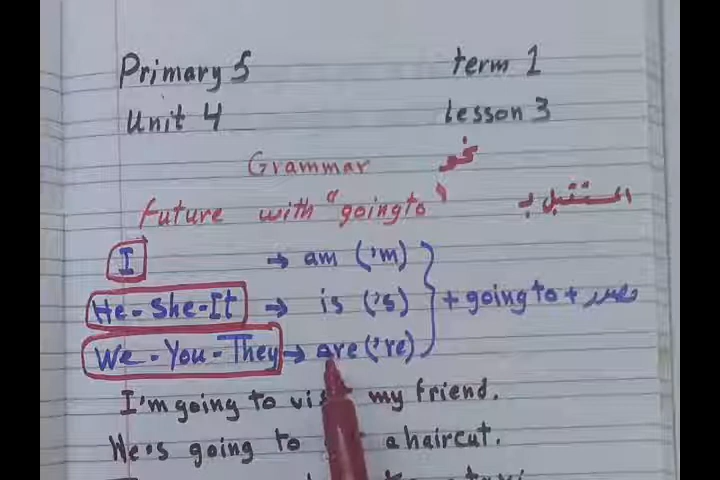 Primary 5 term 1
Unit 4 lesson 3
Grammar نحو
future with "going to" المستقبل بـ
I → am ('m)
He - She - It → is ('s) + going to + مصدر
We - You - They → are ('re)
I'm going to my friend.
He's going to a haircut.